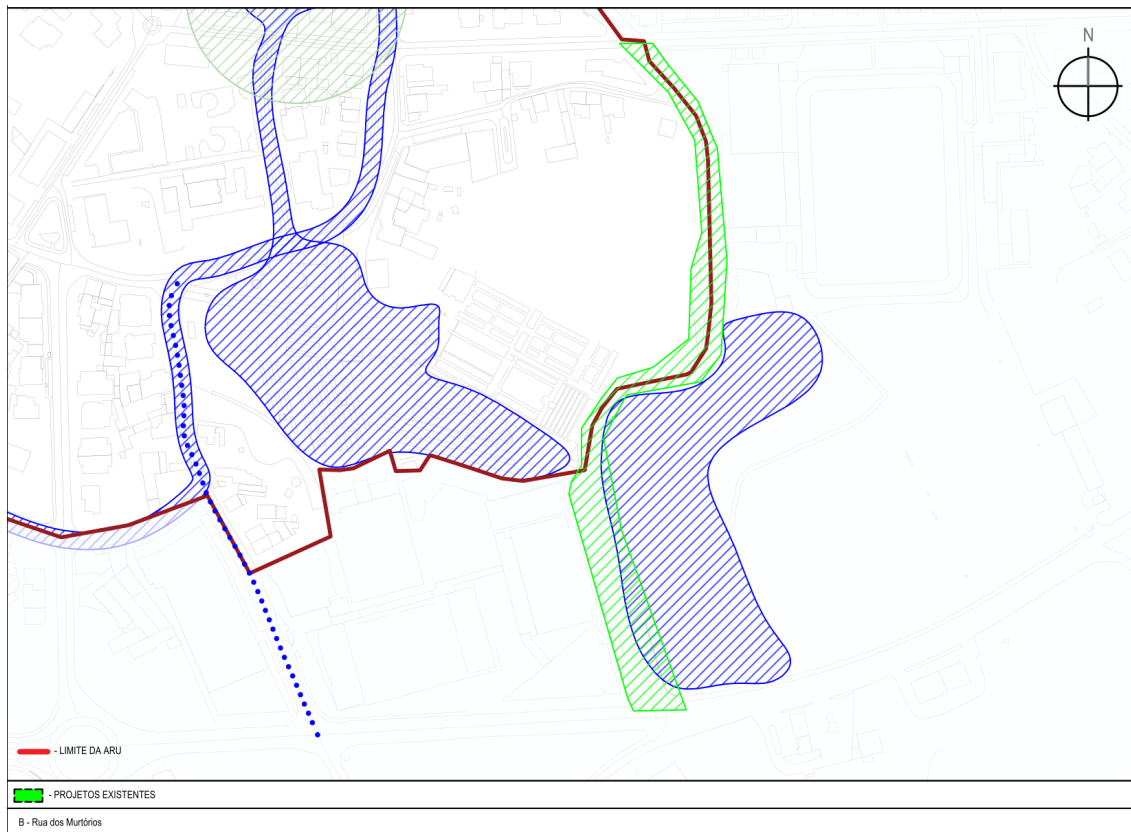 N
- LIMITE DA ARU
- PROJETOS EXISTENTES
B - Rua dos Murtórios